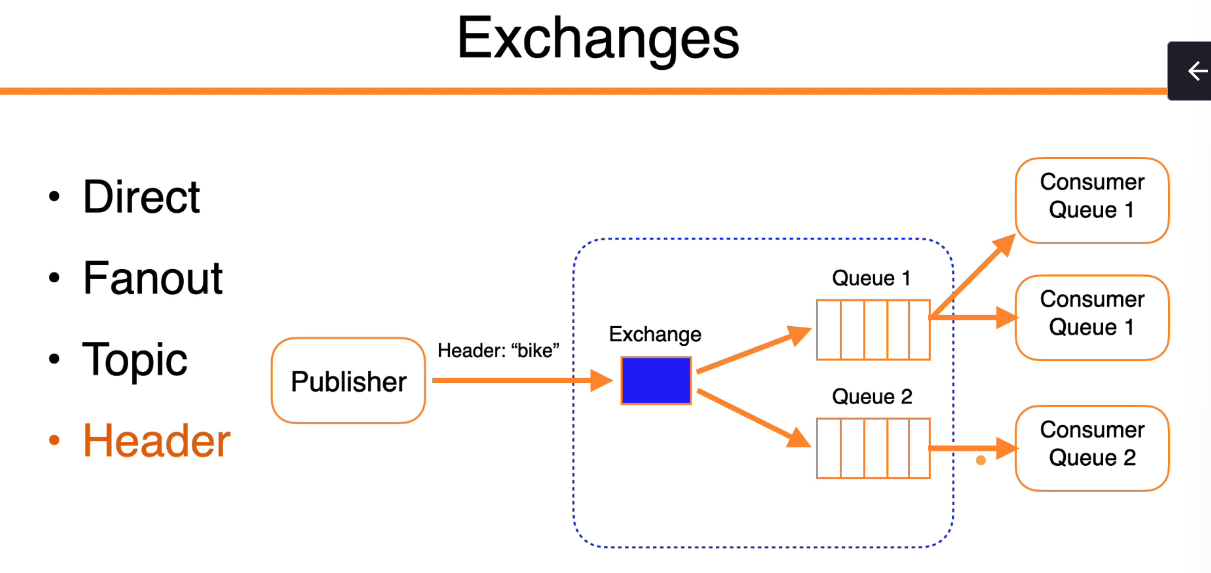 Exchanges
• Direct
• Fanout
• Topic
• Header
Publisher
Header: “bike”
Exchange
Queue 1
Queue 2
Consumer
Queue 1
Consumer
Queue 1
Consumer
Queue 2